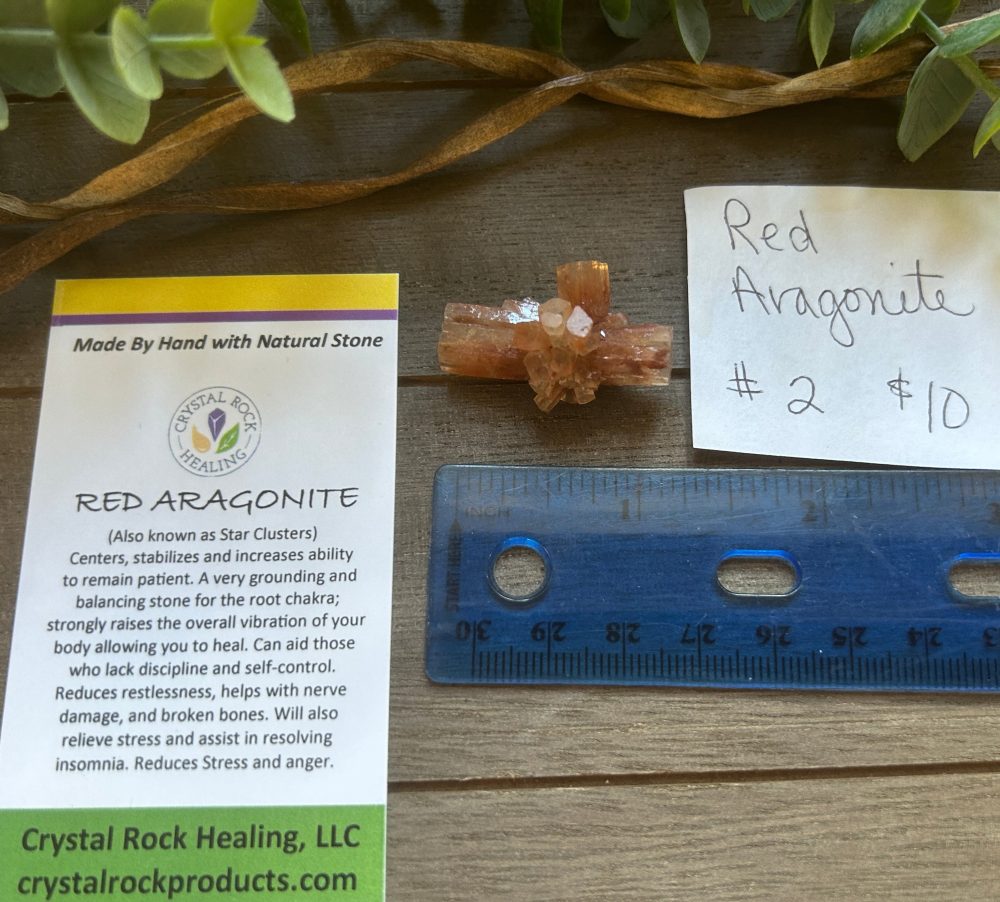 Made By Hand with Natural Stone
CRYSTAL ROCK
HEALING
RED ARAGONITE
(Also known as Star Clusters)
Centers, stabilizes and increases ability
to remain patient. A very grounding and
balancing stone for the root chakra;
strongly raises the overall vibration of your
body allowing you to heal. Can aid those
who lack discipline and self-control.
Reduces restlessness, helps with nerve
damage, and broken bones. Will also
relieve stress and assist in resolving
insomnia. Reduces Stress and anger.
Crystal Rock Healing, LLC
crystalrockproducts.com
Red
Aragonite
# 2 $10
INCH
1 2
START HERE
30 29 28 27 26 25 24